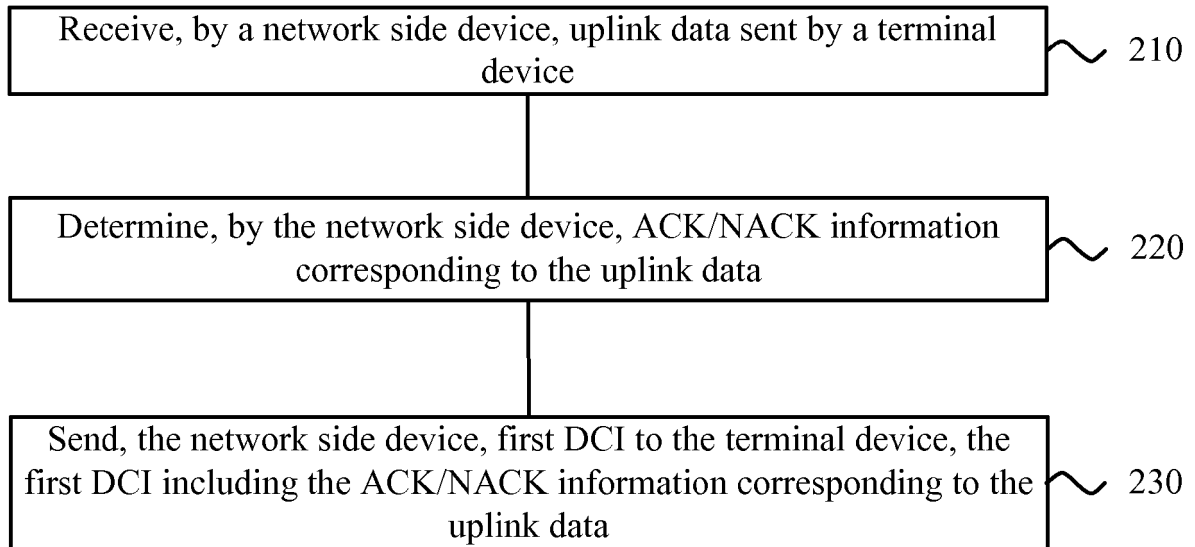 Receive, by a network side device, uplink data sent by a terminal
device
210
Determine, by the network side device, ACK/NACK information
corresponding to the uplink data
220
Send, the network side device, first DCI to the terminal device, the
first DCI including the ACK/NACK information corresponding to the
uplink data
230